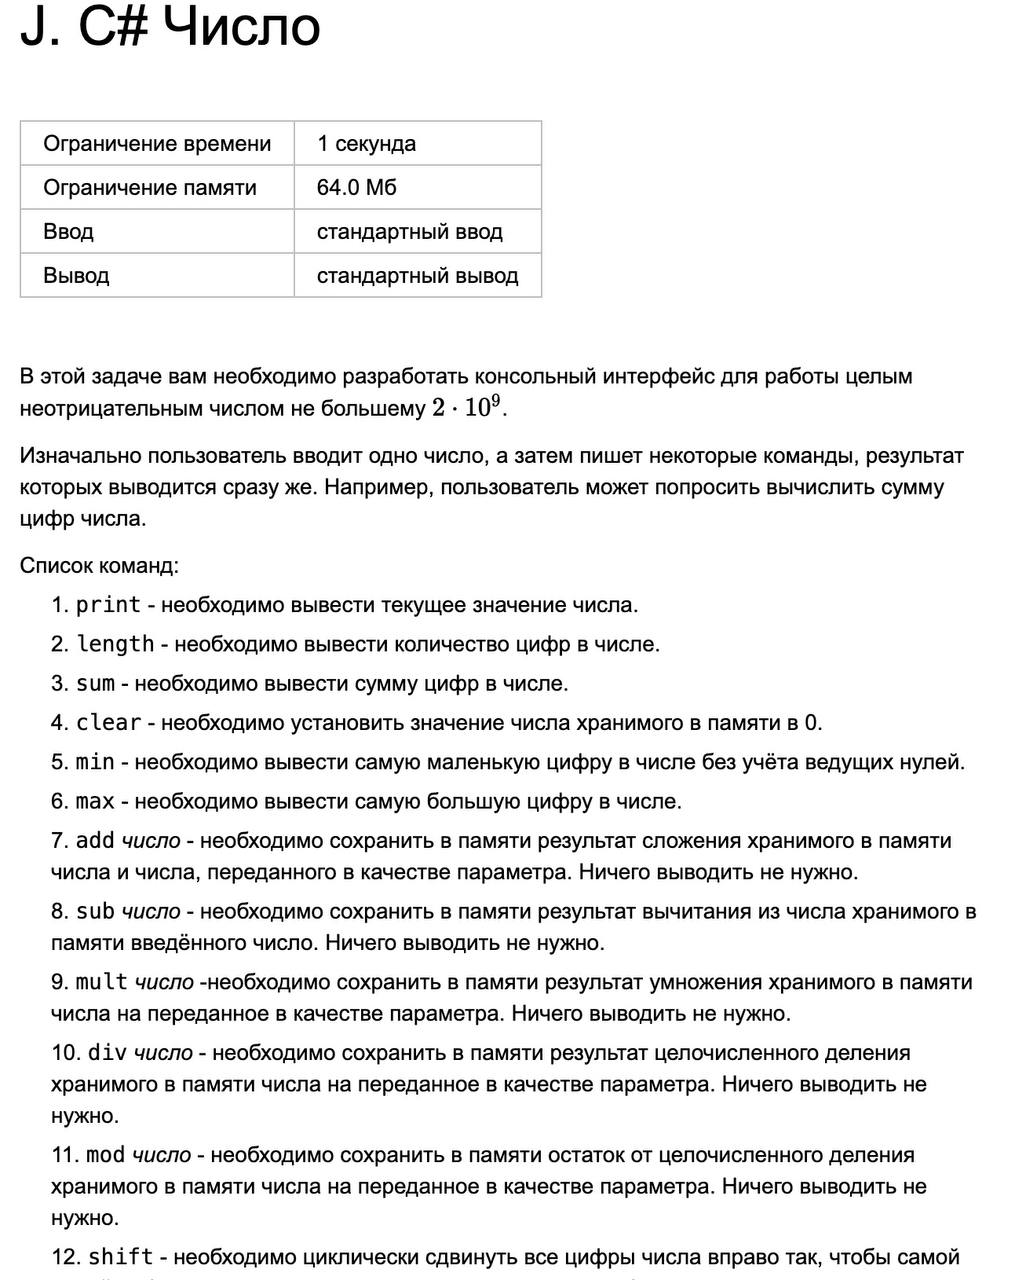 J. C# Число
Ограничение времени 1 секунда
Ограничение памяти 64.0 Мб
Ввод стандартный ввод
Вывод стандартный вывод
В этой задаче вам необходимо разработать консольный интерфейс для работы целым
неотрицательным числом не большему 2 · 10⁹.
Изначально пользователь вводит одно число, а затем пишет некоторые команды, результат
которых выводится сразу же. Например, пользователь может попросить вычислить сумму
цифр числа.
Список команд:
1. print - необходимо вывести текущее значение числа.
2. length - необходимо вывести количество цифр в числе.
3. sum - необходимо вывести сумму цифр в числе.
4. clear - необходимо установить значение числа хранимого в памяти в 0.
5. min - необходимо вывести самую маленькую цифру в числе без учёта ведущих нулей.
6. max - необходимо вывести самую большую цифру в числе.
7. add число - необходимо сохранить в памяти результат сложения хранимого в памяти
числа и числа, переданного в качестве параметра. Ничего выводить не нужно.
8. sub число - необходимо сохранить в памяти результат вычитания из числа хранимого в
памяти введённого число. Ничего выводить не нужно.
9. mult число -необходимо сохранить в памяти результат умножения хранимого в памяти
числа на переданное в качестве параметра. Ничего выводить не нужно.
10. div число - необходимо сохранить в памяти результат целочисленного деления
хранимого в памяти числа на переданное в качестве параметра. Ничего выводить не
нужно.
11. mod число - необходимо сохранить в памяти остаток от целочисленного деления
хранимого в памяти числа на переданное в качестве параметра. Ничего выводить не
нужно.
12. shift - необходимо циклически сдвинуть все цифры числа вправо так, чтобы самой